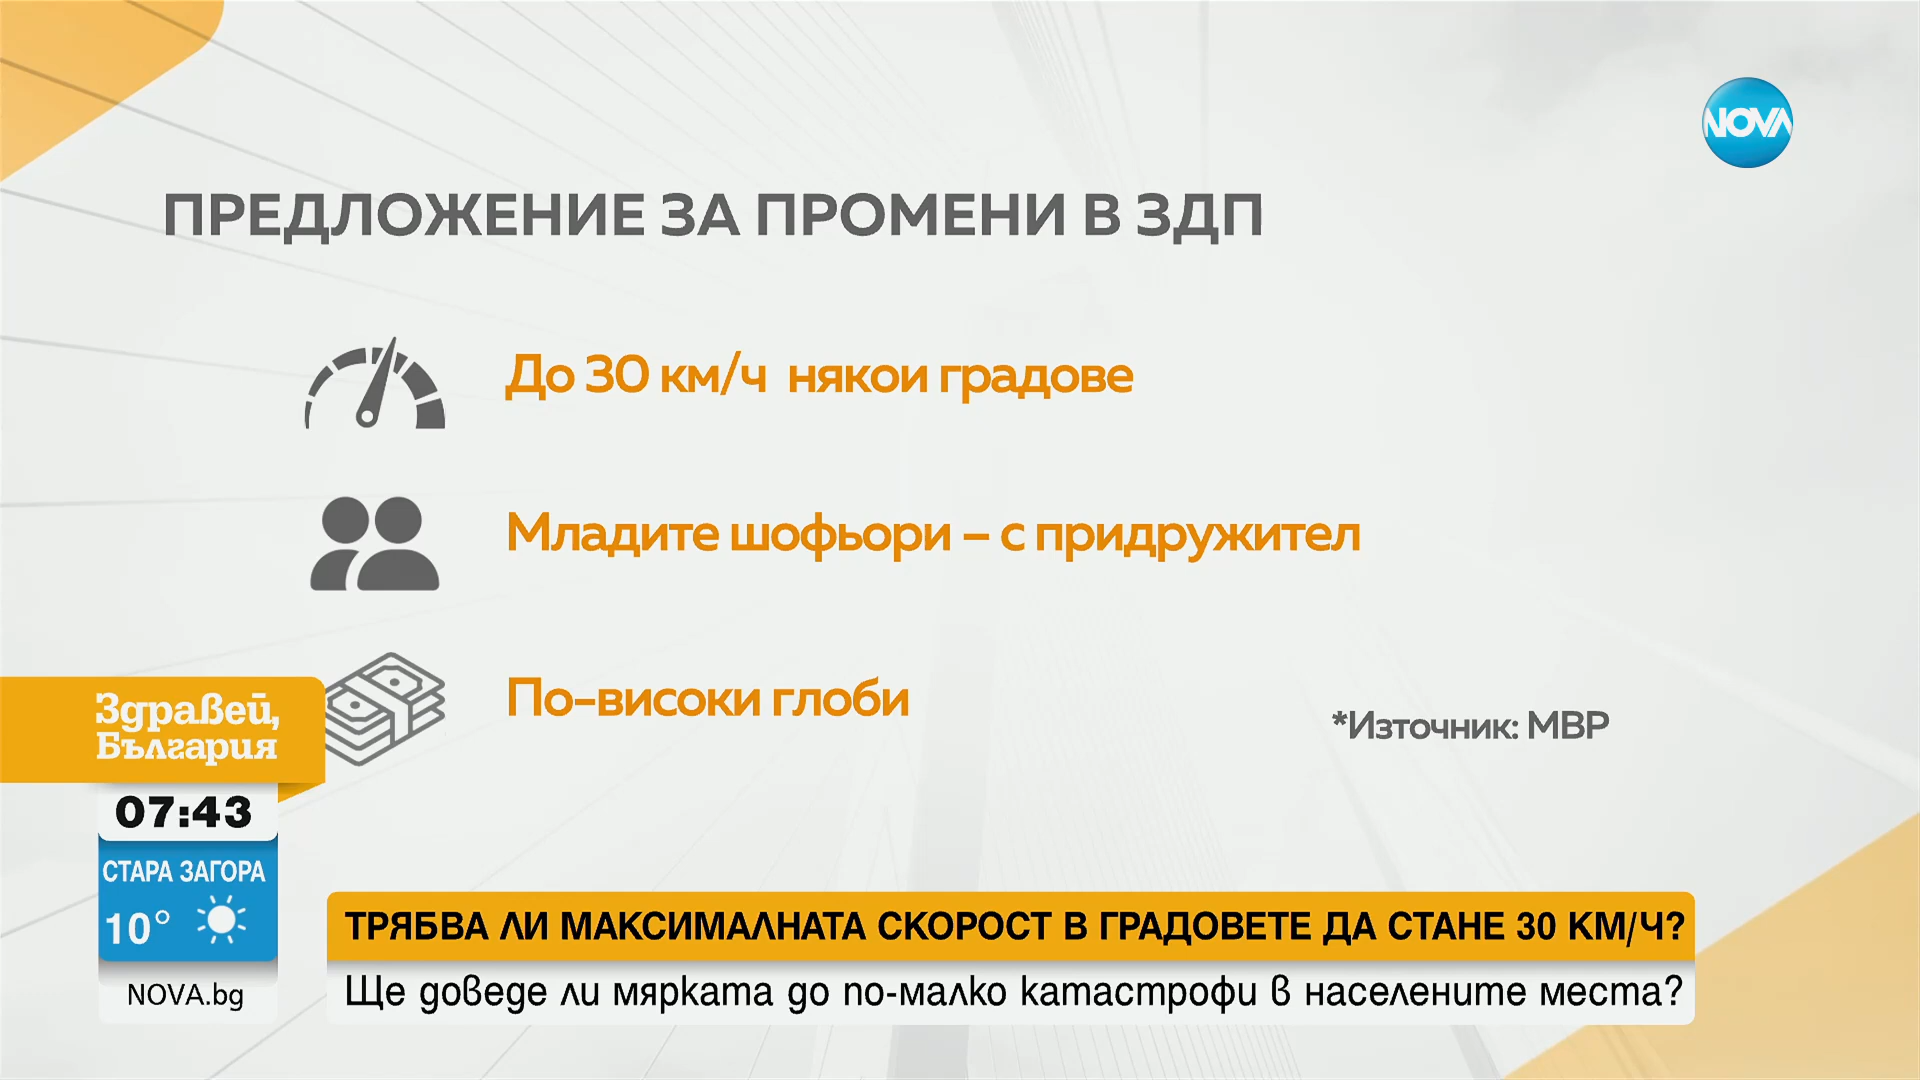 NOVA
ПРЕДЛОЖЕНИЕ ЗА ПРОМЕНИ В ЗДП
До 30 км/ч  някои градове
Младите шофьори – с придружител
По-високи глоби
*Източник: МВР
Здравей,
България
07:43
СТАРА ЗАГОРА
10°
NOVA.bg
ТРЯБВА ЛИ МАКСИМАЛНАТА СКОРОСТ В ГРАДОВЕТЕ ДА СТАНЕ 30 КМ/Ч?
Ще доведе ли мярката до по-малко катастрофи в населените места?